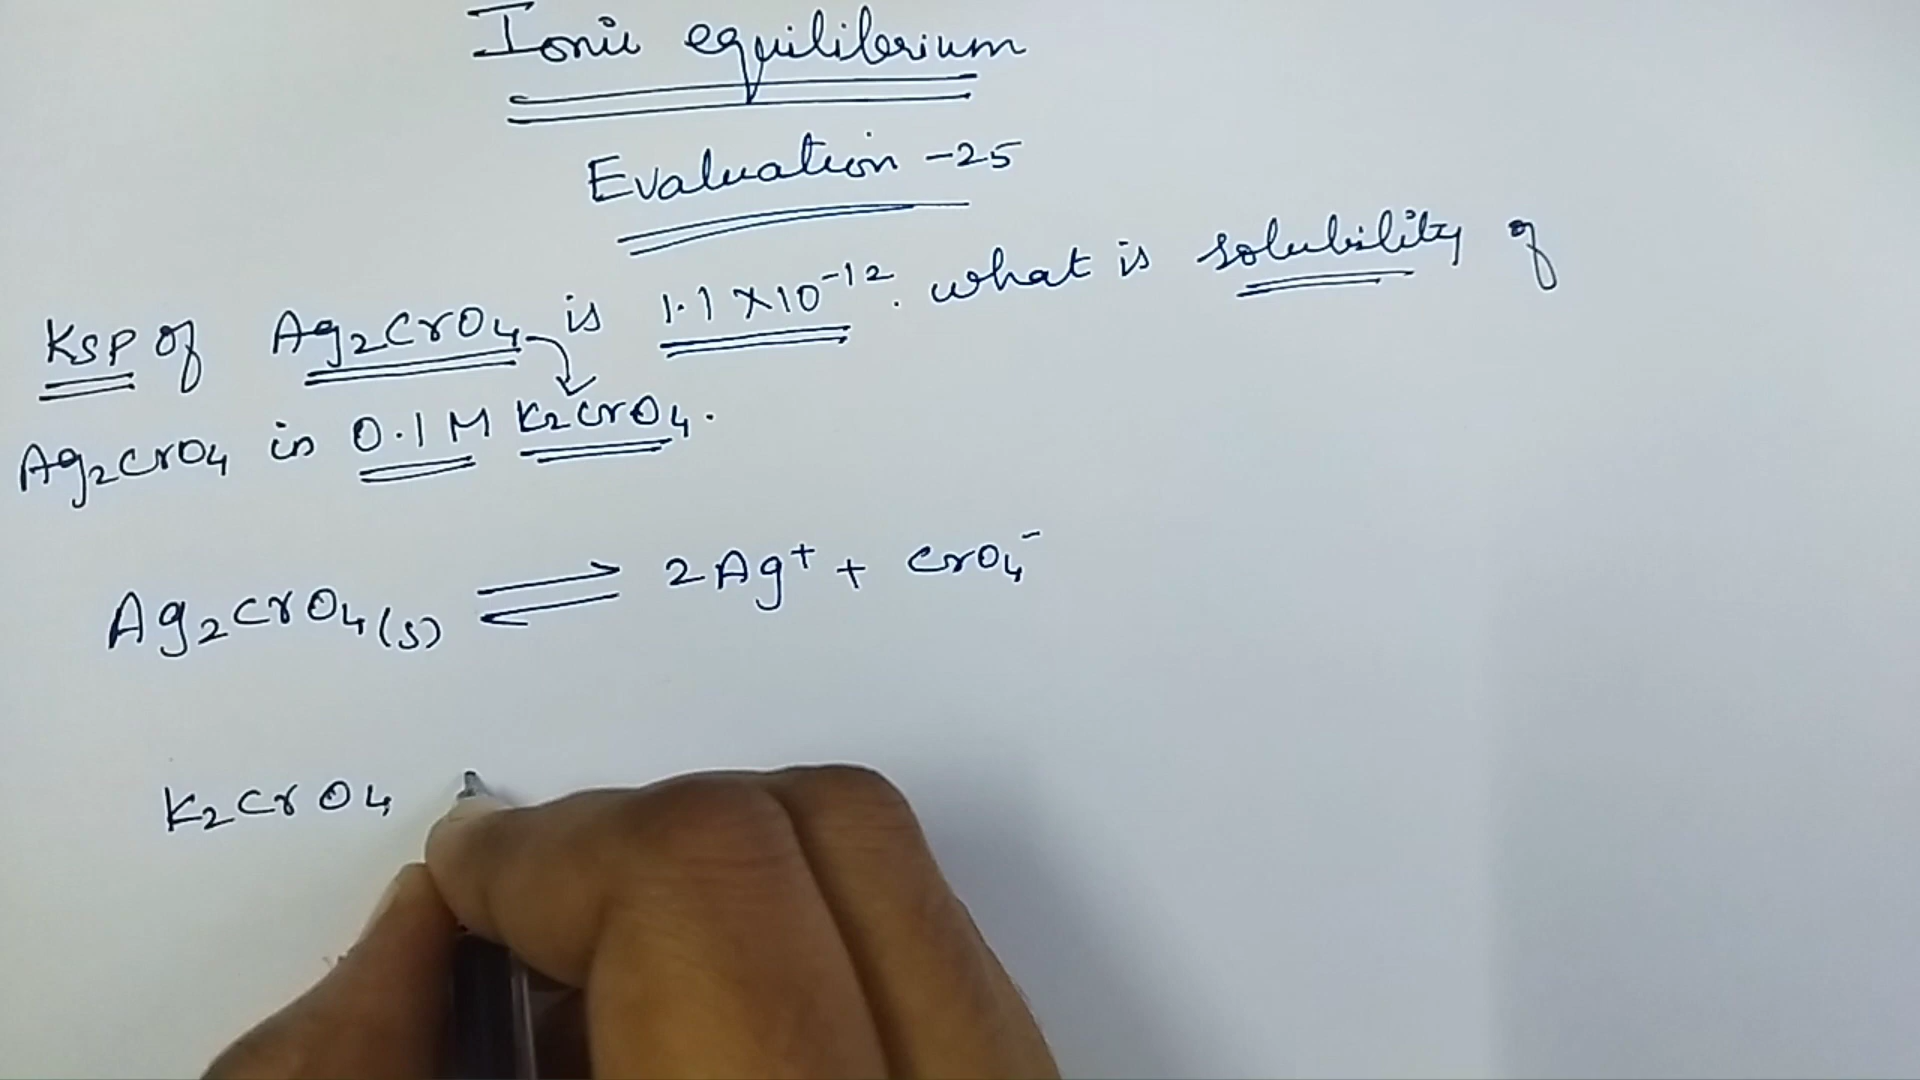 Ionic equilibrium
Evaluation -25
KSP of Ag2CrO4 is 1.1 X10-12. what is solubility of
Ag2CrO4 in 0.1 M K2CrO4.
Ag2CrO4(s) ⇌ 2Ag+ + CrO4-
K2CrO4